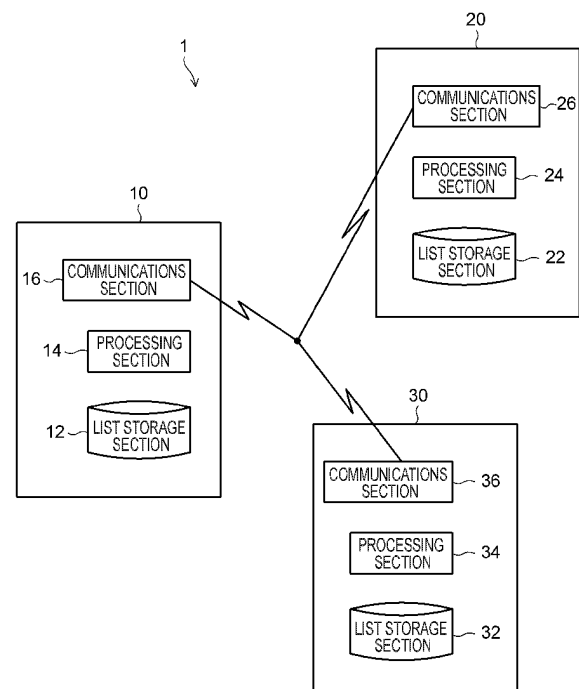 1
20
COMMUNICATIONS
SECTION
26
PROCESSING
SECTION
24
LIST STORAGE
SECTION
22
10
16
COMMUNICATIONS
SECTION
14
PROCESSING
SECTION
12
LIST STORAGE
SECTION
30
COMMUNICATIONS
SECTION
36
PROCESSING
SECTION
34
LIST STORAGE
SECTION
32